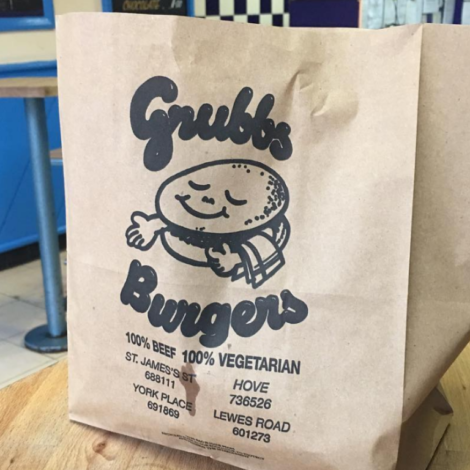 Grubbs
Burgers
100% BEEF 100% VEGETARIAN
ST. JAMES'S ST
688111
HOVE
736526
YORK PLACE
691869
LEWES ROAD
601273